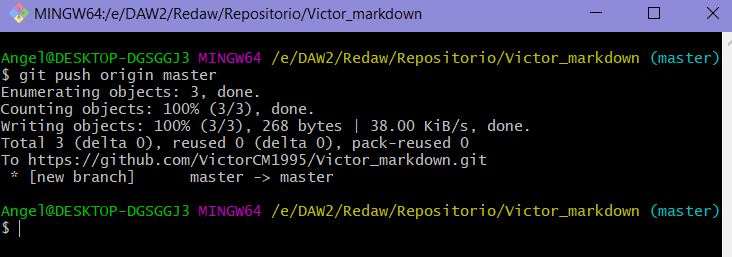 MINGW64:/e/DAW2/Redaw/Repositorio/Victor_markdown
Angel@DESKTOP-DGSGGJ3 MINGW64 /e/DAW2/Redaw/Repositorio/Victor_markdown (master)
$ git push origin master
Enumerating objects: 3, done.
Counting objects: 100% (3/3), done.
Writing objects: 100% (3/3), 268 bytes | 38.00 KiB/s, done.
Total 3 (delta 0), reused 0 (delta 0), pack-reused 0
To https://github.com/VictorCM1995/Victor_markdown.git
 * [new branch]      master -> master
Angel@DESKTOP-DGSGGJ3 MINGW64 /e/DAW2/Redaw/Repositorio/Victor_markdown (master)
$